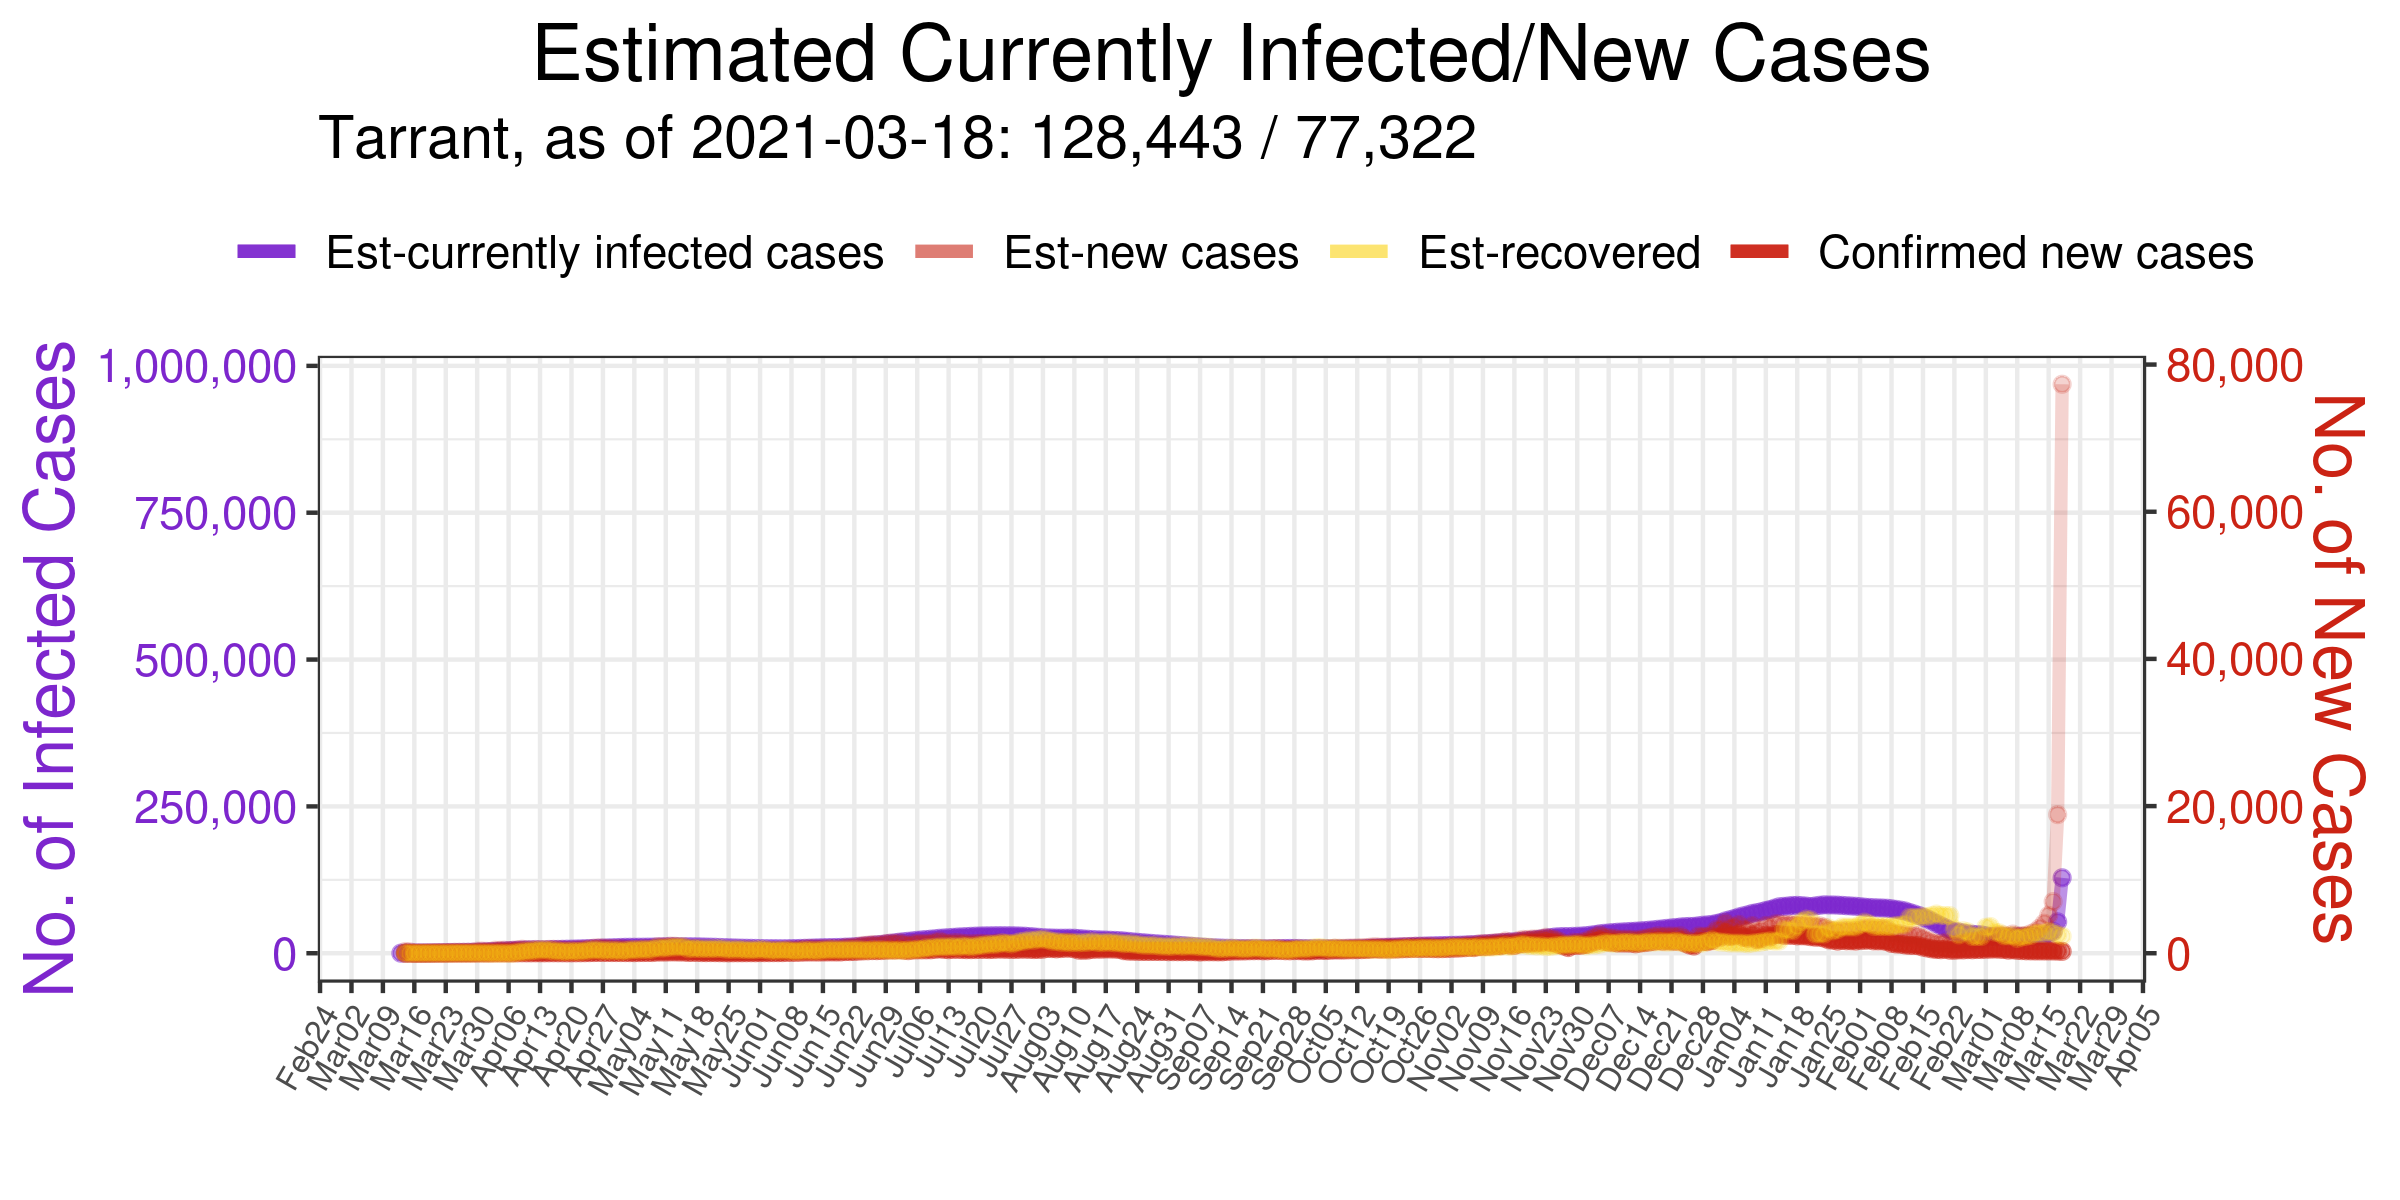 Estimated Currently Infected/New Cases
Tarrant, as of 2021-03-18: 128,443 / 77,322
Est-currently infected cases
Est-new cases
Est-recovered
Confirmed new cases
No. of Infected Cases
1,000,000
750,000
500,000
250,000
0
80,000
60,000
40,000
20,000
0
No. of New Cases
Feb24
Mar02
Mar09
Mar16
Mar23
Mar30
Apr06
Apr13
Apr20
Apr27
May04
May11
May18
May25
Jun01
Jun08
Jun15
Jun22
Jun29
Jul06
Jul13
Jul20
Jul27
Aug03
Aug10
Aug17
Aug24
Aug31
Sep07
Sep14
Sep21
Sep28
Oct05
Oct12
Oct19
Oct26
Nov02
Nov09
Nov16
Nov23
Nov30
Dec07
Dec14
Dec21
Dec28
Dec04
Jan11
Jan18
Jan25
Feb01
Feb08
Feb15
Feb22
Mar01
Mar08
Mar15
Mar22
Mar29
Apr05